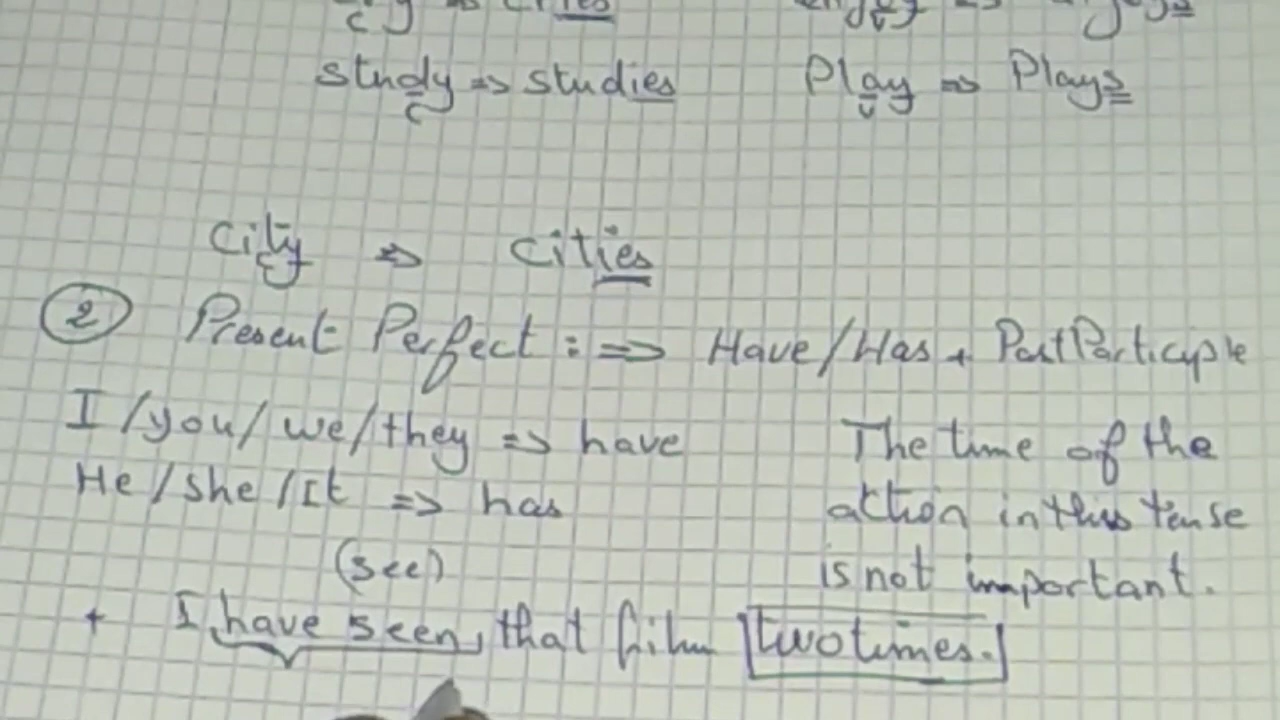 cities
study => studies Play => Plays
city => cities
2 Present Perfect : => Have/Has + Past Participle
I/you/we/they => have
He/she/It => has
The time of the
action in this tense
is not important.
(see)
+ I have seen that film two times.